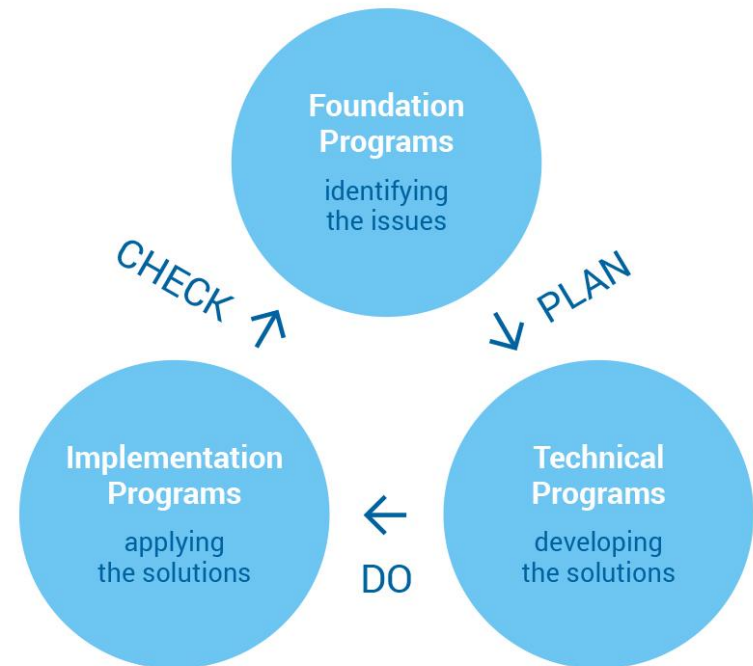 Foundation
Programs
identifying
the issues
CHECK
PLAN
Implementation
Programs
applying
the solutions
DO
Technical
Programs
developing
the solutions